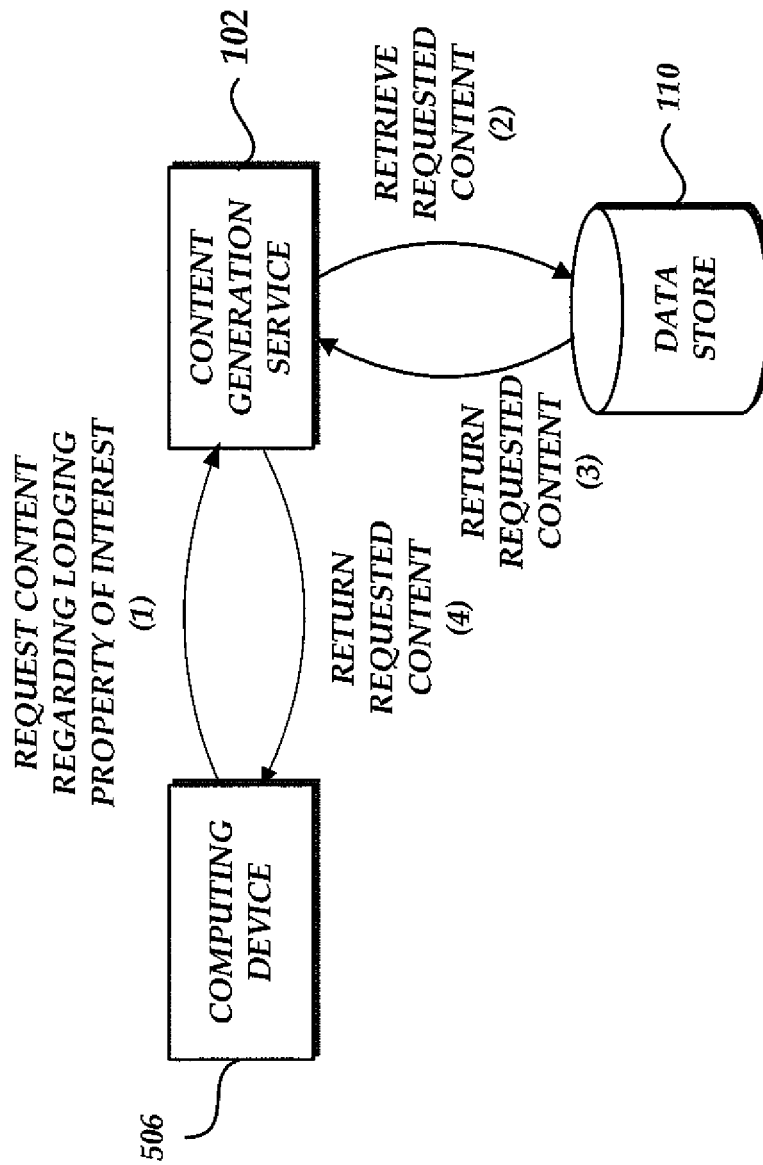 REQUEST CONTENT
REGARDING LODGING
PROPERTY OF INTEREST
(1)
506
COMPUTING
DEVICE
RETURN
REQUESTED
CONTENT
(4)
CONTENT
GENERATION
SERVICE
102
RETRIEVE
REQUESTED
CONTENT
(2)
RETURN
REQUESTED
CONTENT
(3)
DATA
STORE
110